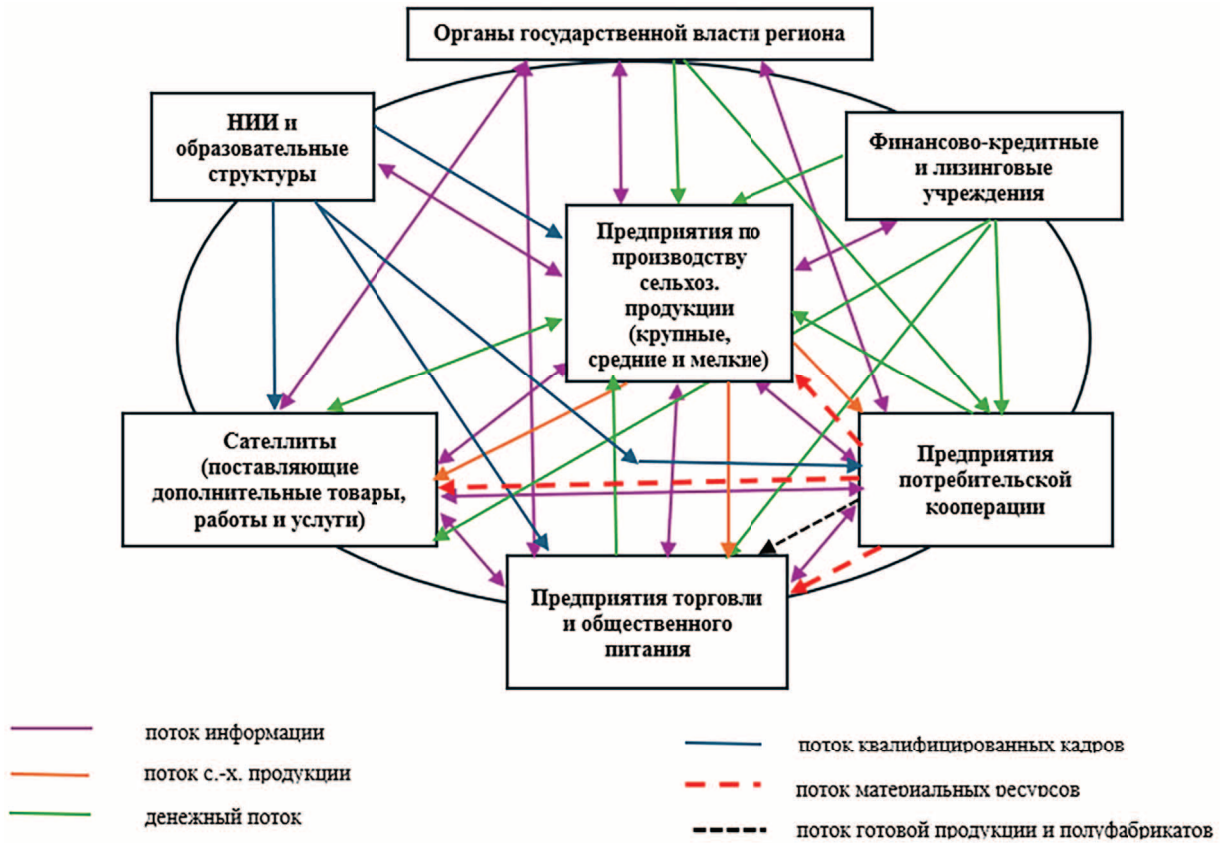 Органы государственной власти региона
НИИ и
образовательные
структуры
Финансово-кредитные
и лизинговые
учреждения
Предприятия по
производству
сельхоз.
продукции
(крупные,
средние и мелкие)
Сателлиты
(поставляющие
дополнительные товары,
работы и услуги)
Предприятия
потребительской
кооперации
Предприятия торговли
и общественного
питания
поток информации
поток с.-х. продукции
денежный поток
поток квалифицированных кадров
поток материальных ресурсов
поток готовой продукции и полуфабрикатов